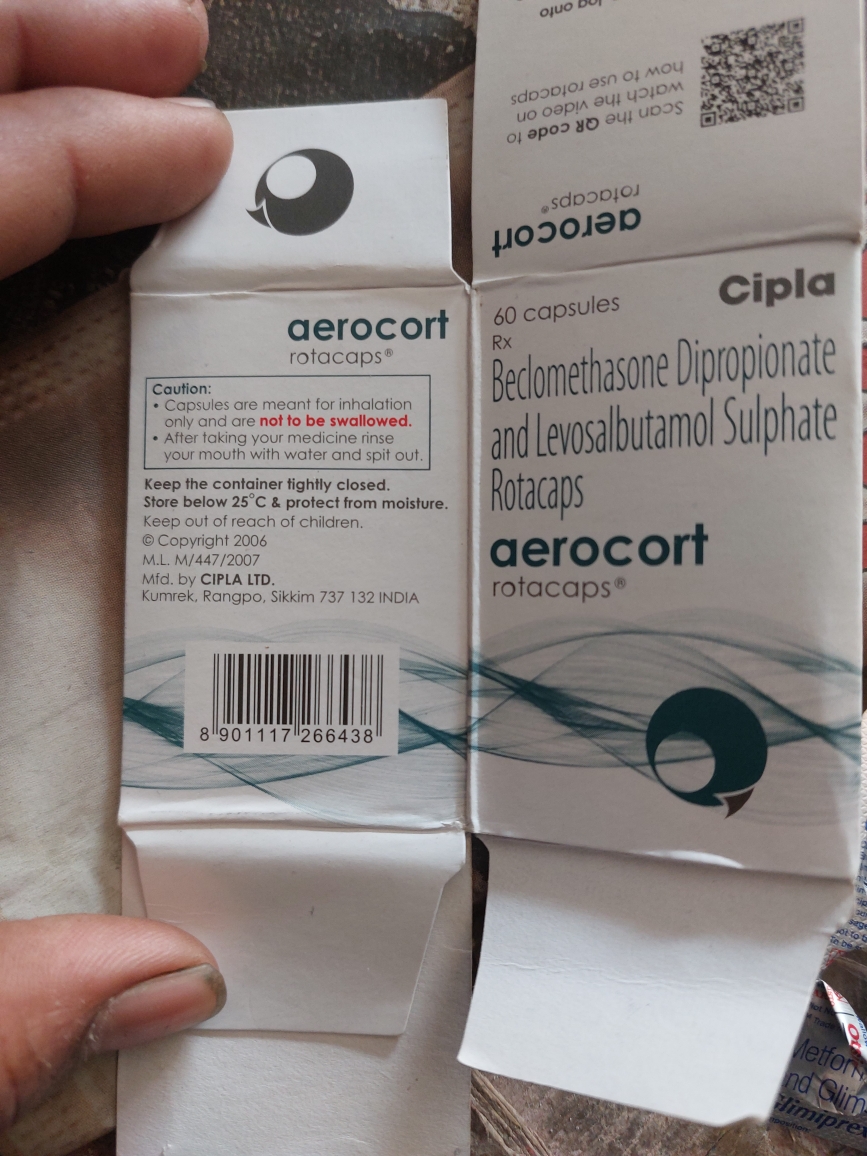 log onto
Scan the QR code to
watch the video on
how to use rotacaps
aerocort
rotacaps®
aerocort
rotacaps®
Caution:
• Capsules are meant for inhalation
only and are not to be swallowed.
• After taking your medicine rinse
your mouth with water and spit out.
Keep the container tightly closed.
Store below 25°C & protect from moisture.
Keep out of reach of children.
© Copyright 2006
M.L. M/447/2007
Mfd. by CIPLA LTD.
Kumrek, Rangpo, Sikkim 737 132 INDIA
8 901117 266438
60 capsules
Cipla
Rx
Beclomethasone Dipropionate
and Levosalbutamol Sulphate
Rotacaps
aerocort
rotacaps®